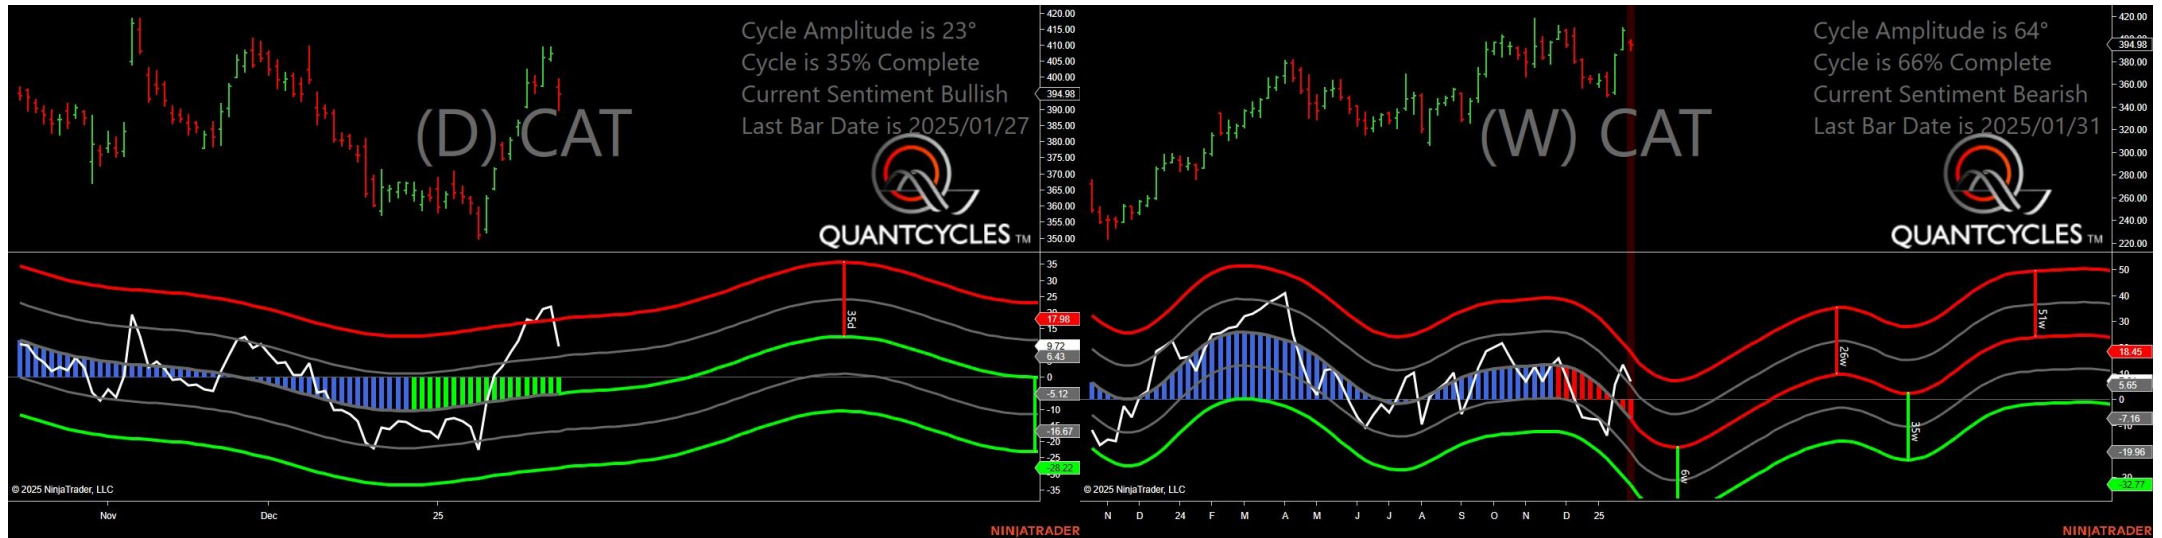 Cycle Amplitude is 23°
Cycle is 35% Complete
Current Sentiment Bullish
Last Bar Date is 2025/01/27
(D) CAT
QUANTCYCLES TM
420.00
415.00
410.00
405.00
400.00
394.98
390.00
385.00
380.00
375.00
370.00
365.00
360.00
355.00
350.00
35
30
25
17.98
15
9.72
6.43
0
-5.12
-10
-16.67
-20
-25
-28.22
-35
35d
© 2025 NinjaTrader, LLC
Nov
Dec
25
NINJATRADER
Cycle Amplitude is 64°
Cycle is 66% Complete
Current Sentiment Bearish
Last Bar Date is 2025/01/31
(W) CAT
QUANTCYCLES TM
420.00
394.98
380.00
360.00
340.00
320.00
300.00
280.00
260.00
240.00
220.00
50
40
30
18.45
5.65
0
-7.16
-19.96
-32.77
6w
26w
35w
51w
© 2025 NinjaTrader, LLC
N D 24 F M A M J J A S O N D 25
NINJATRADER